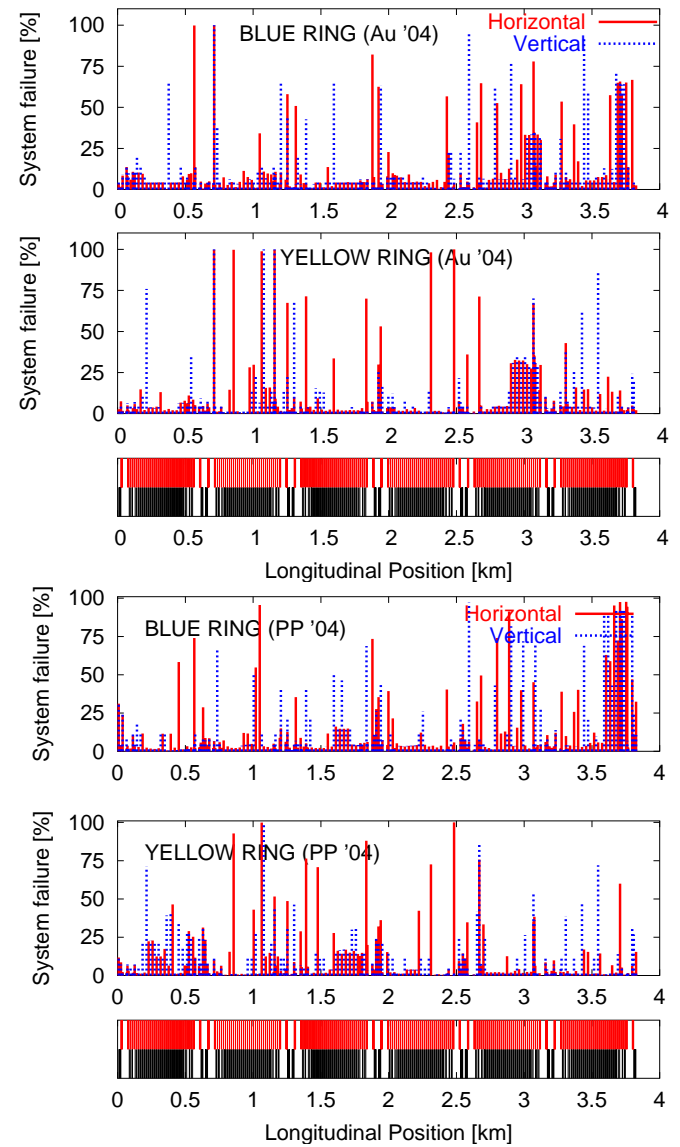 System failure [%]
BLUE RING (Au '04)
Horizontal
Vertical
100
75
50
25
0
0 0.5 1 1.5 2 2.5 3 3.5 4
System failure [%]
YELLOW RING (Au '04)
100
75
50
25
0
0 0.5 1 1.5 2 2.5 3 3.5 4
0 0.5 1 1.5 2 2.5 3 3.5 4
Longitudinal Position [km]
System failure [%]
BLUE RING (PP '04)
Horizontal
Vertical
100
75
50
25
0
0 0.5 1 1.5 2 2.5 3 3.5 4
System failure [%]
YELLOW RING (PP '04)
100
75
50
25
0
0 0.5 1 1.5 2 2.5 3 3.5 4
0 0.5 1 1.5 2 2.5 3 3.5 4
Longitudinal Position [km]